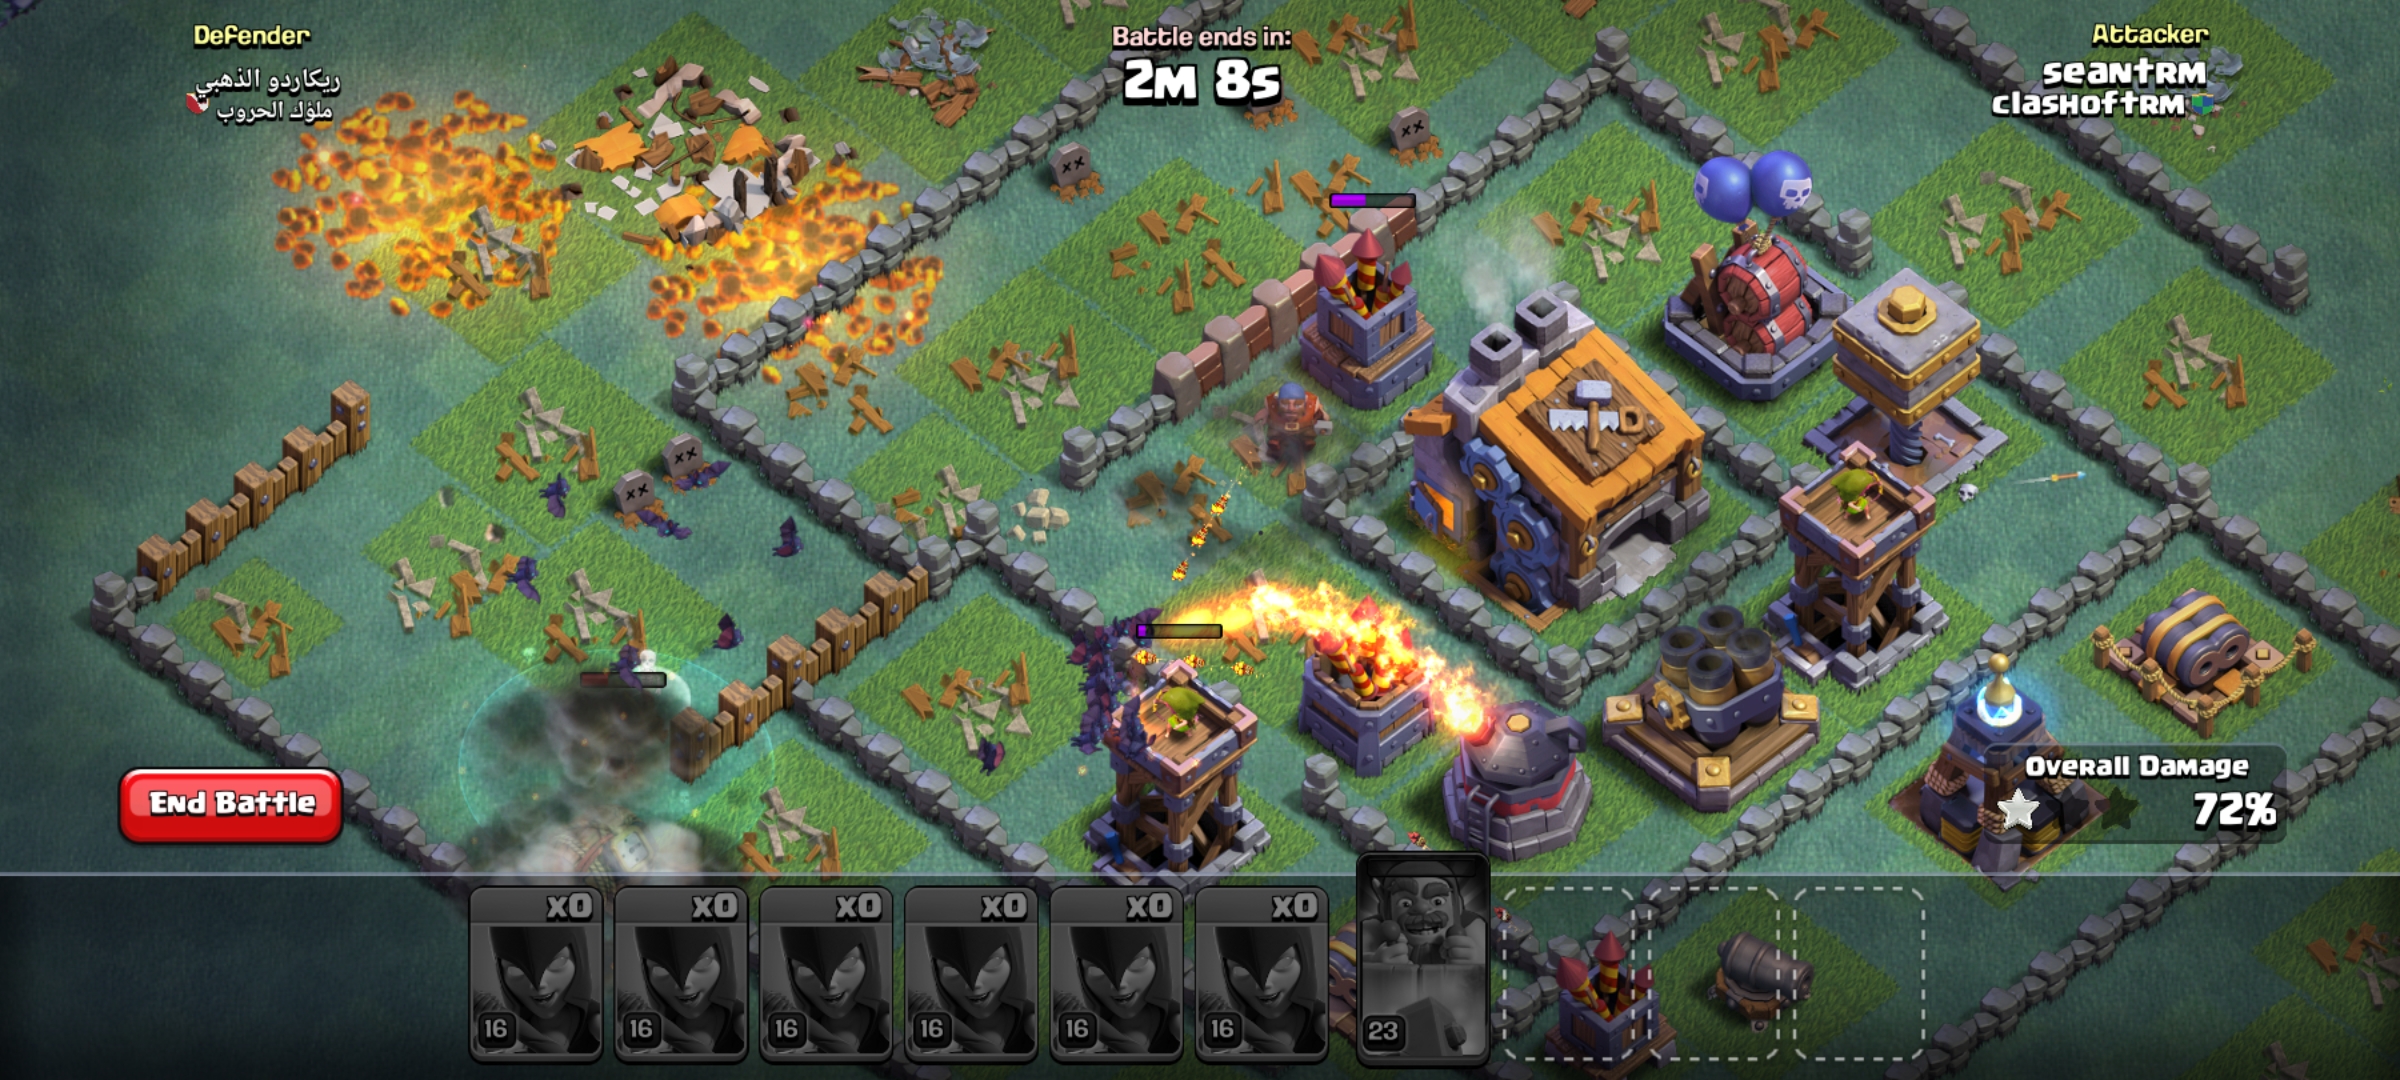 Defender
ريكاردو الذهبي
ملوك الحروب
Battle ends in:
2M 8s
Attacker
seantRM
clashoftRM
End Battle
Overall Damage
72%
x0
x0
x0
x0
x0
x0
16
16
16
16
16
16
23